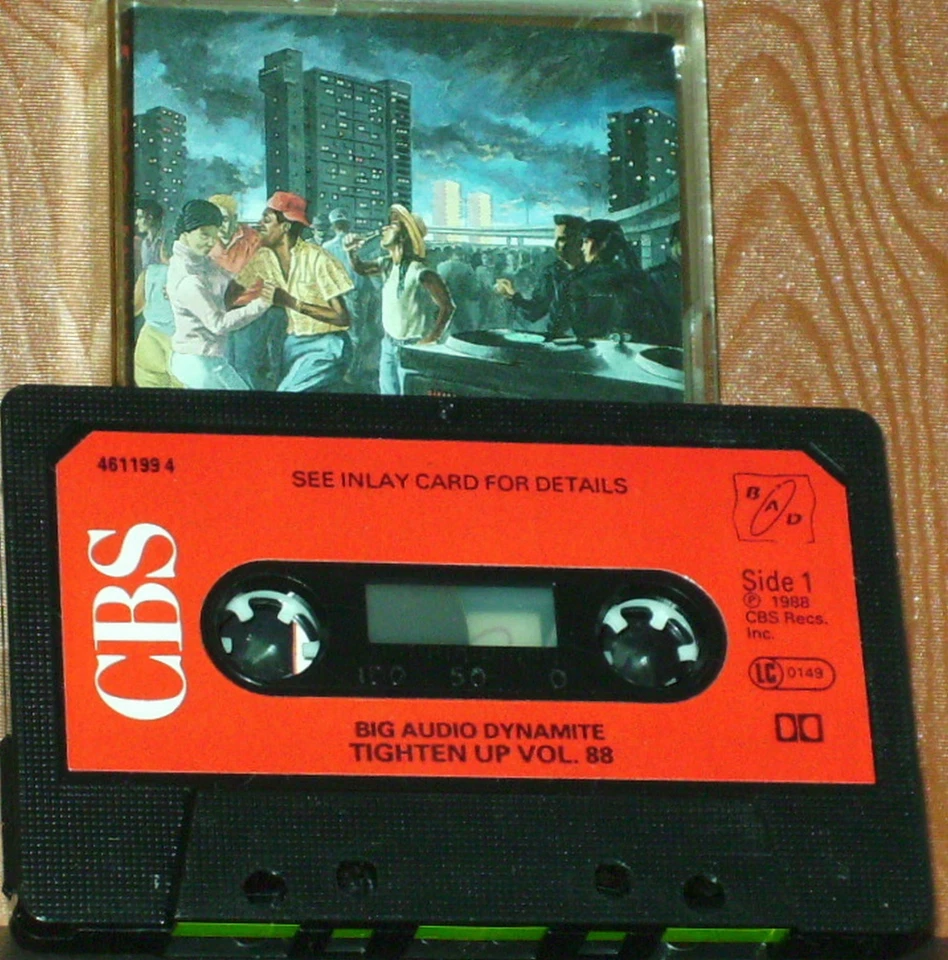 461199 4
SEE INLAY CARD FOR DETAILS
B A D
CBS
Side 1
℗ 1988
CBS Recs.
Inc.
LC 0149
100 50 0
BIG AUDIO DYNAMITE
TIGHTEN UP VOL. 88